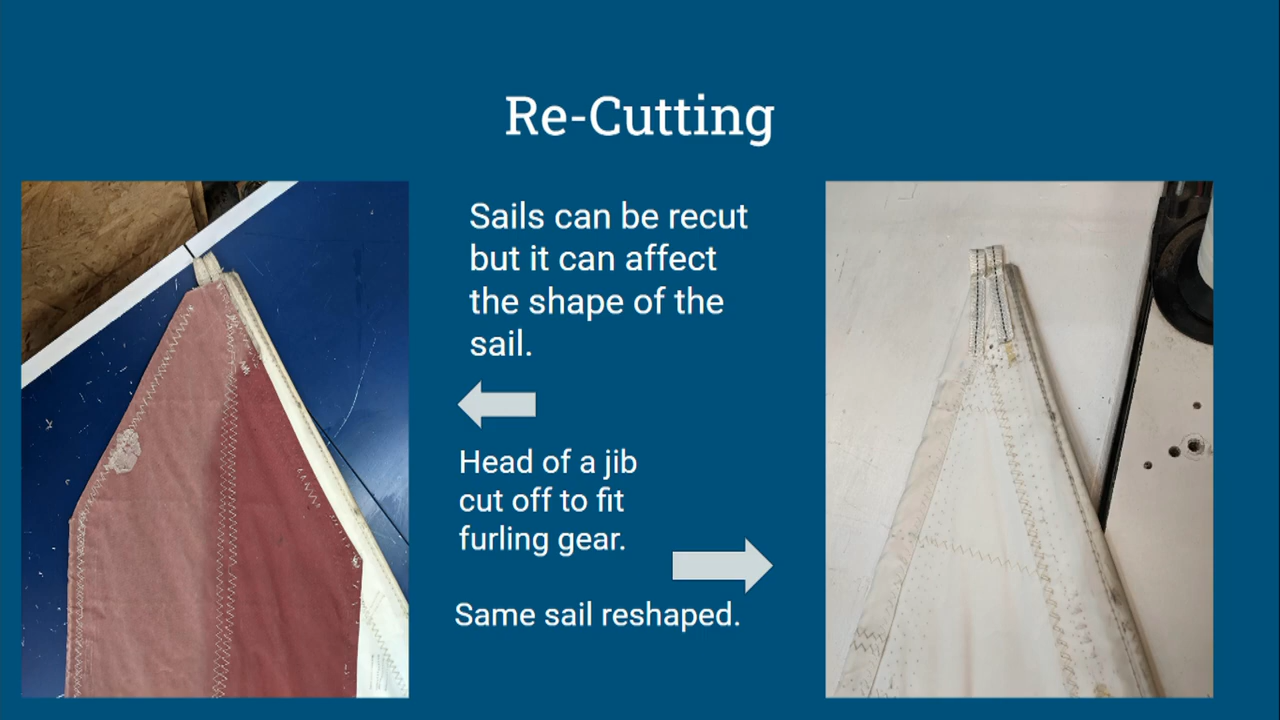 Re-Cutting
Sails can be recut
but it can affect
the shape of the
sail.
Head of a jib
cut off to fit
furling gear.
Same sail reshaped.